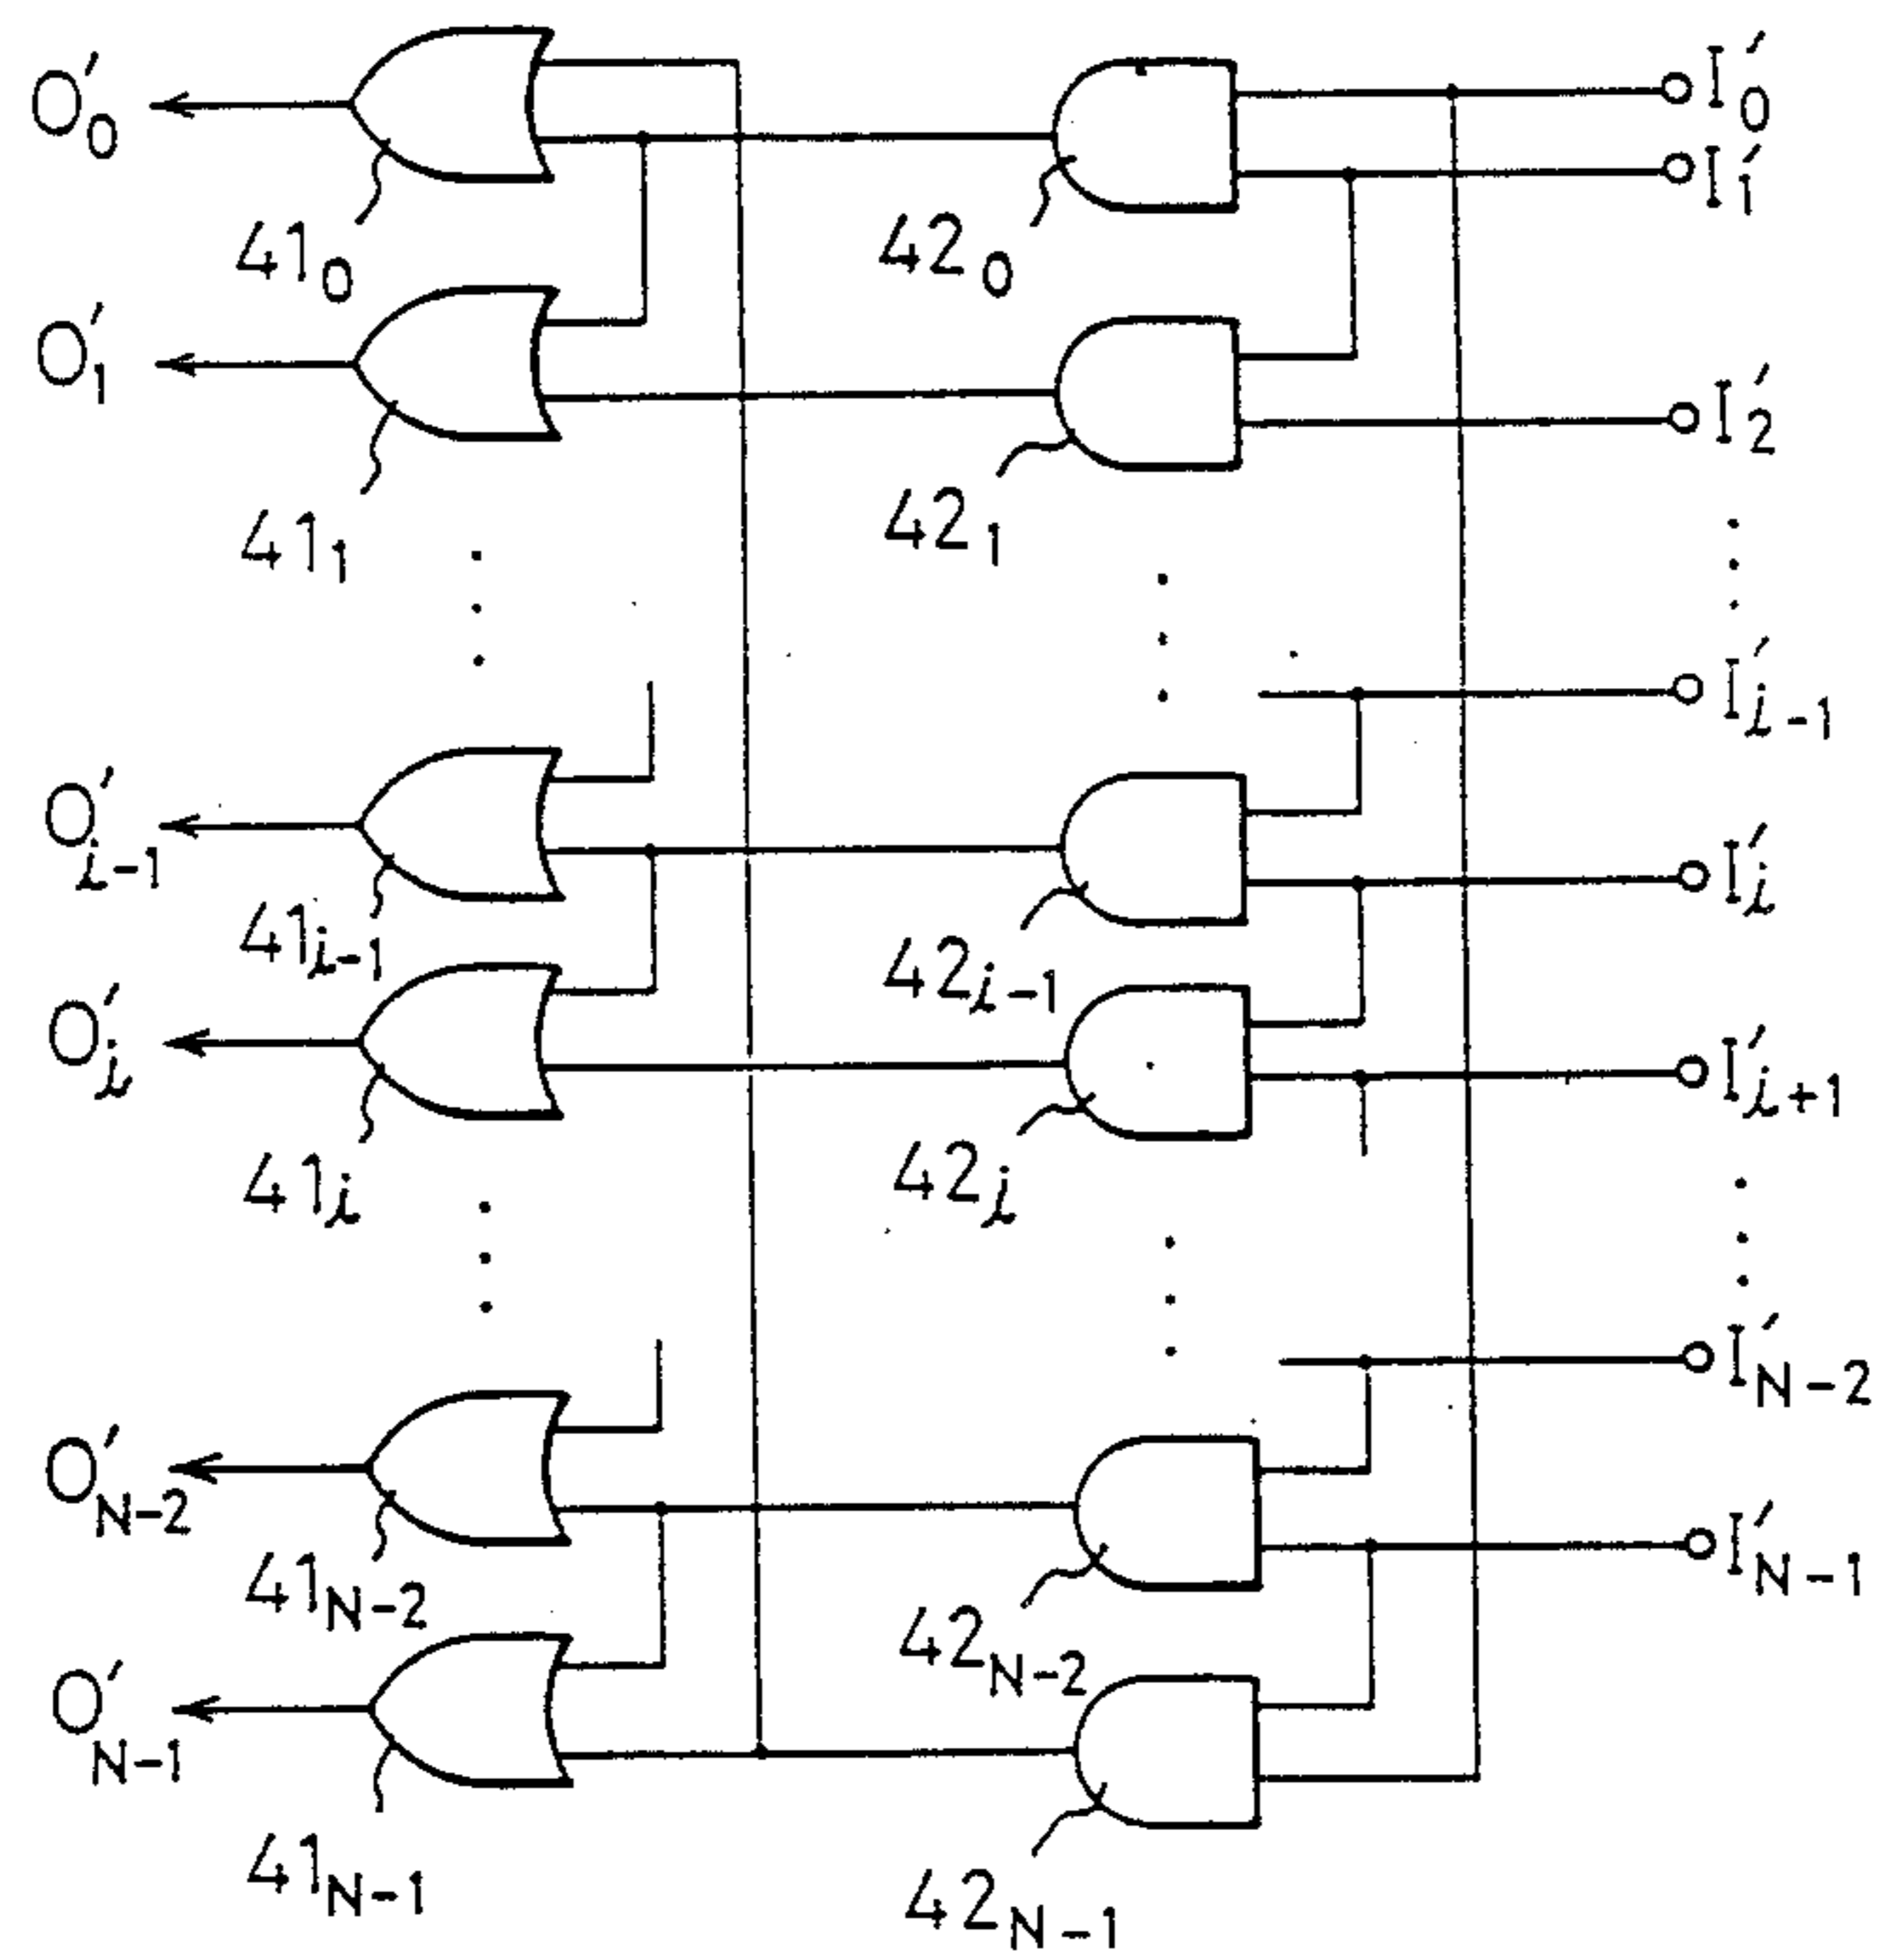 O'₀
I'₀
I'₁
41₀
42₀
O'₁
I'₂
41₁
42₁
I'ᵢ₋₁
O'ᵢ₋₁
I'ᵢ
41ᵢ₋₁
42ᵢ₋₁
O'ᵢ
I'ᵢ₊₁
41ᵢ
42ᵢ
I'N-2
O'N-2
I'N-1
41N-2
42N-2
O'N-1
41N-1
42N-1